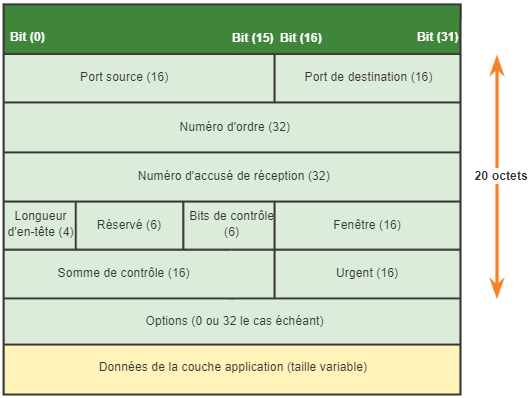 Bit (0) Bit (15) Bit (16) Bit (31)
Port source (16) Port de destination (16)
Numéro d'ordre (32)
Numéro d'accusé de réception (32)
20 octets
Longueur
d'en-tête (4)
Réservé (6)
Bits de contrôle
(6)
Fenêtre (16)
Somme de contrôle (16) Urgent (16)
Options (0 ou 32 le cas échéant)
Données de la couche application (taille variable)